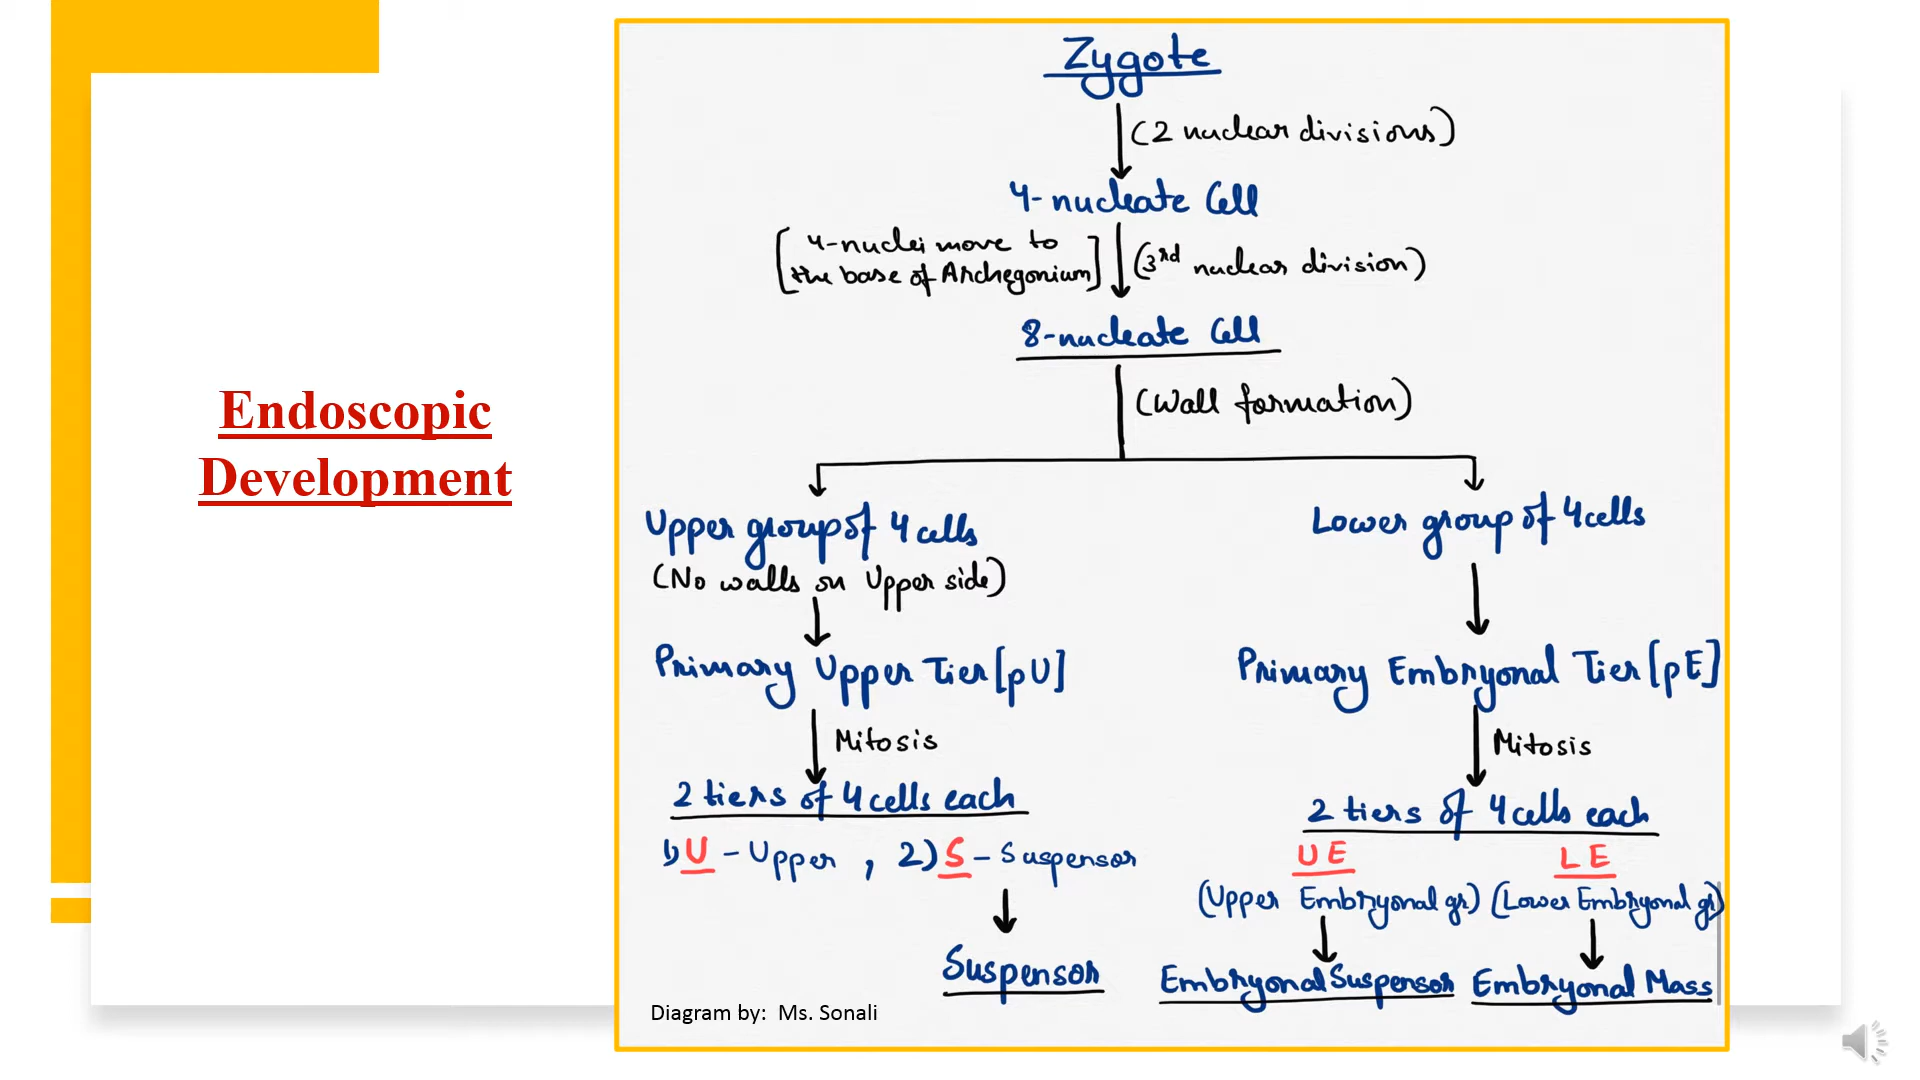 Endoscopic
Development
Zygote
(2 nuclear divisions)
4-nucleate Cell
[4-nuclei move to
the base of Archegonium]
(3rd nuclear division)
8-nucleate Cell
(Wall formation)
Upper group of 4 cells
(No walls on Upper side)
Lower group of 4 cells
Primary Upper Tier [pU]
Primary Embryonal Tier [pE]
Mitosis
Mitosis
2 tiers of 4 cells each
2 tiers of 4 cells each
1) U - Upper , 2) S - Suspensor
UE
LE
(Upper Embryonal gr)
(Lower Embryonal gr)
Suspensor
Embryonal Suspensor
Embryonal Mass
Diagram by: Ms. Sonali